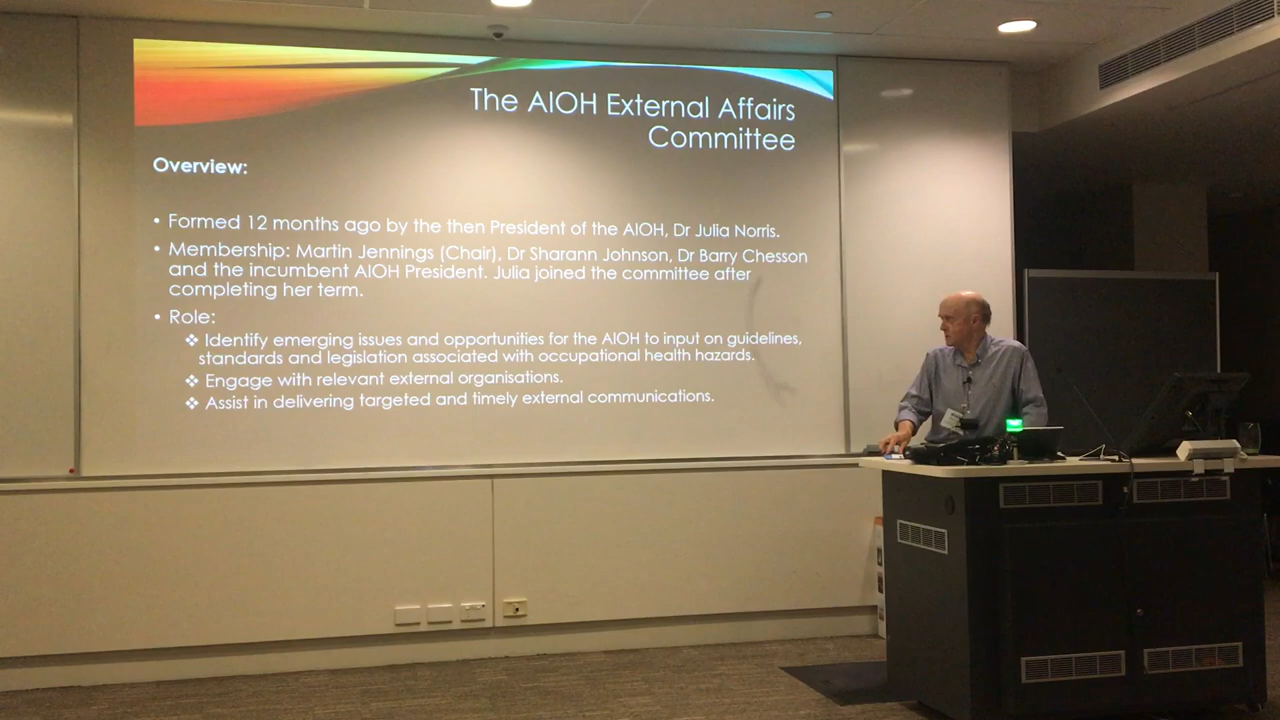 The AIOH External Affairs
Committee
Overview:
• Formed 12 months ago by the then President of the AIOH, Dr Julia Norris.
• Membership: Martin Jennings (Chair), Dr Sharann Johnson, Dr Barry Chesson
and the incumbent AIOH President. Julia joined the committee after
completing her term.
• Role:
❖ Identify emerging issues and opportunities for the AIOH to input on guidelines,
standards and legislation associated with occupational health hazards.
❖ Engage with relevant external organisations.
❖ Assist in delivering targeted and timely external communications.